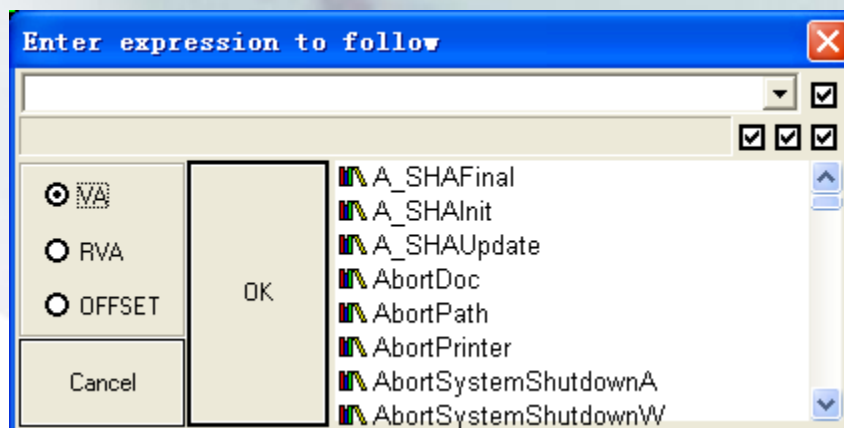 Enter expression to follow
VA
RVA
OFFSET
OK
Cancel
A_SHAFinal
A_SHAInit
A_SHAUpdate
AbortDoc
AbortPath
AbortPrinter
AbortSystemShutdownA
AbortSystemShutdownW